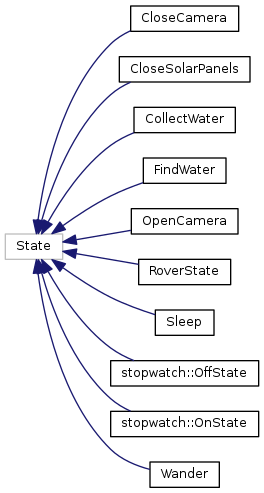 CloseCamera
CloseSolarPanels
CollectWater
FindWater
OpenCamera
State
RoverState
Sleep
stopwatch::OffState
stopwatch::OnState
Wander